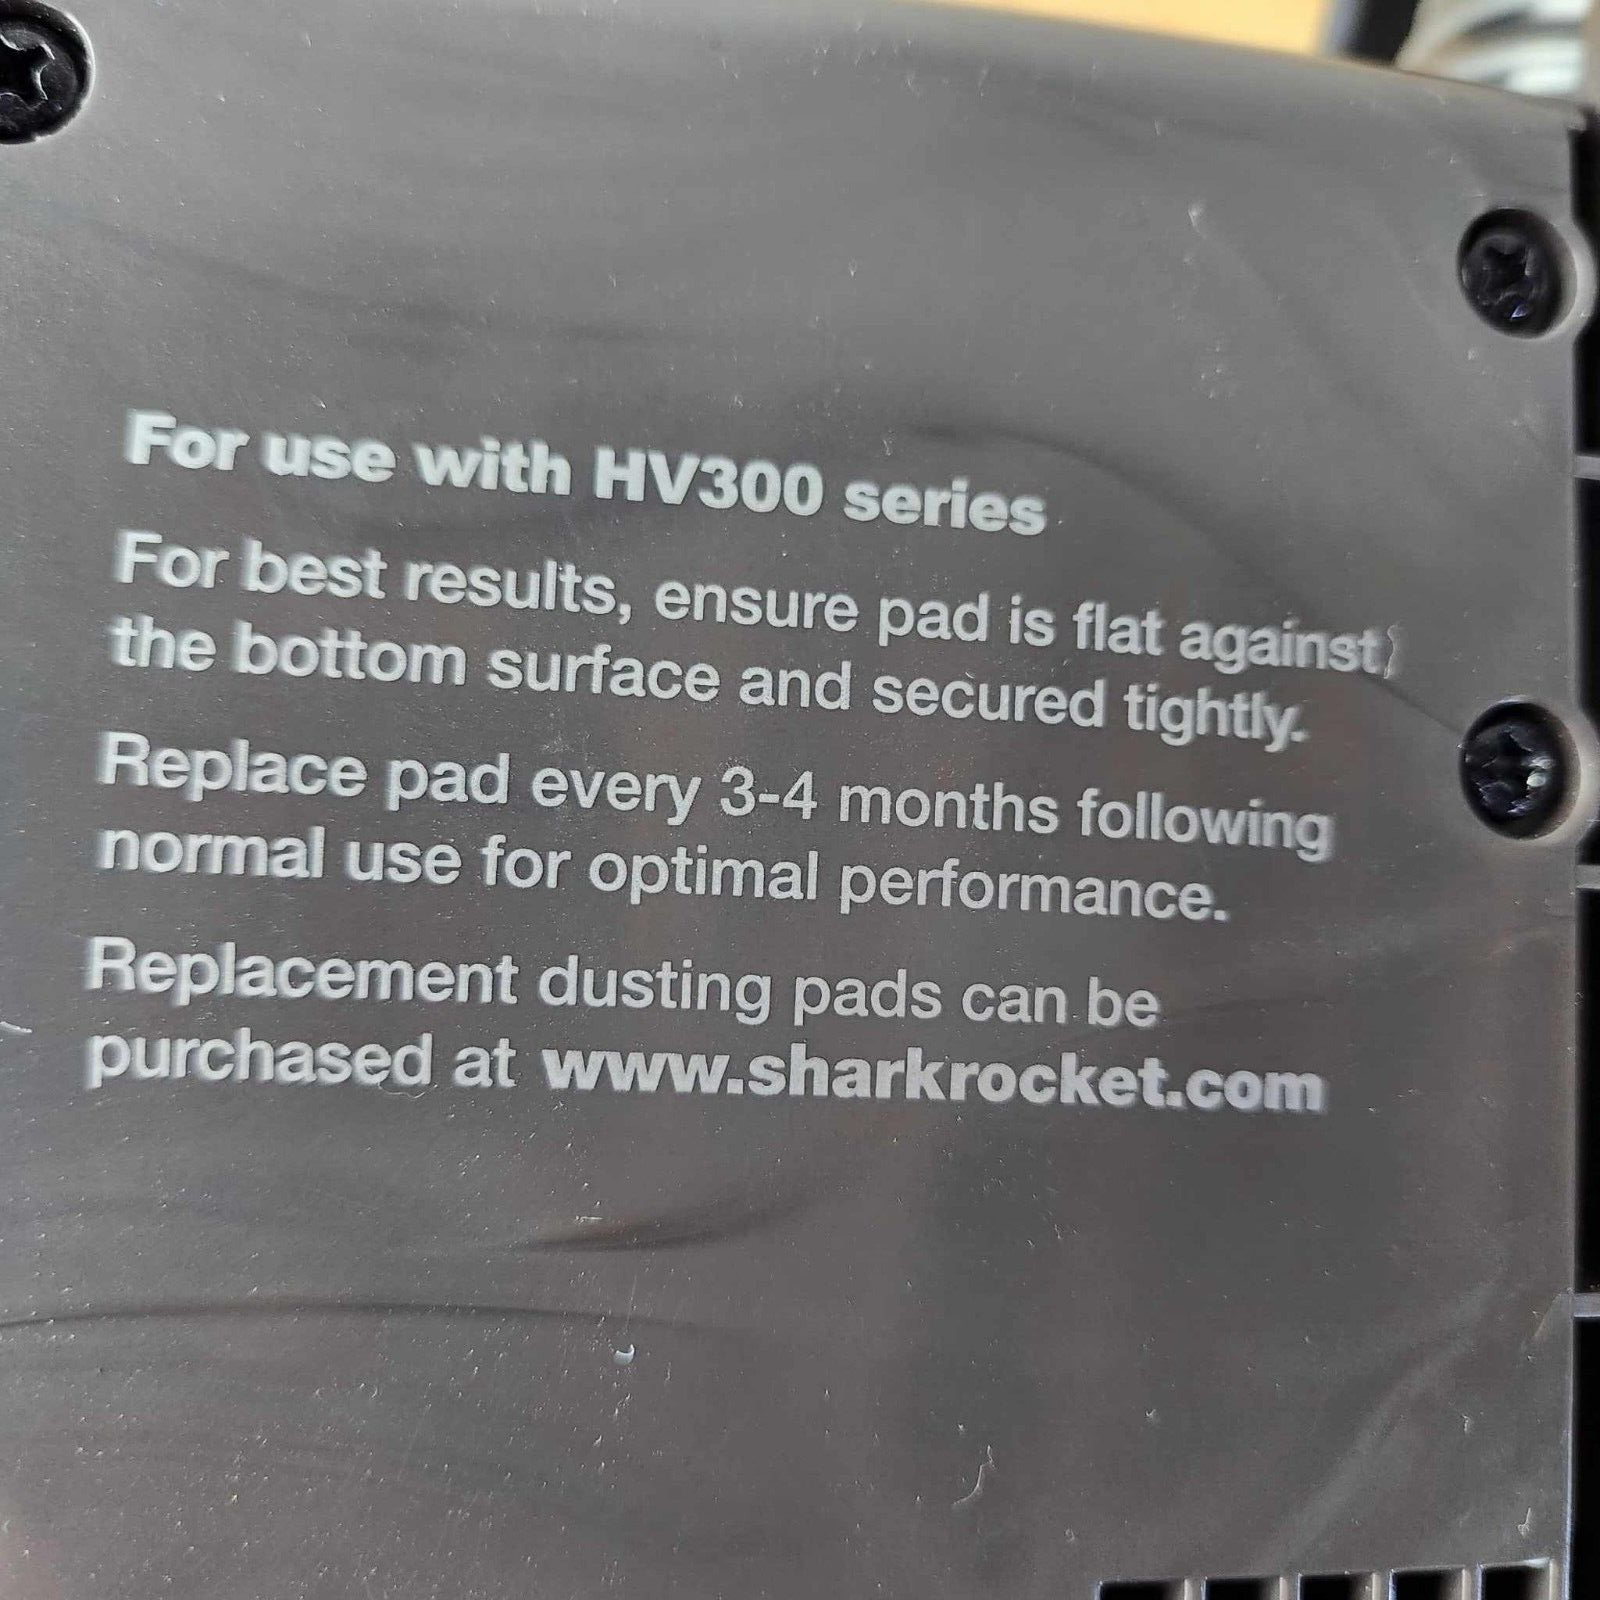 For use with HV300 series
For best results, ensure pad is flat against
the bottom surface and secured tightly.
Replace pad every 3-4 months following
normal use for optimal performance.
Replacement dusting pads can be
purchased at www.sharkrocket.com